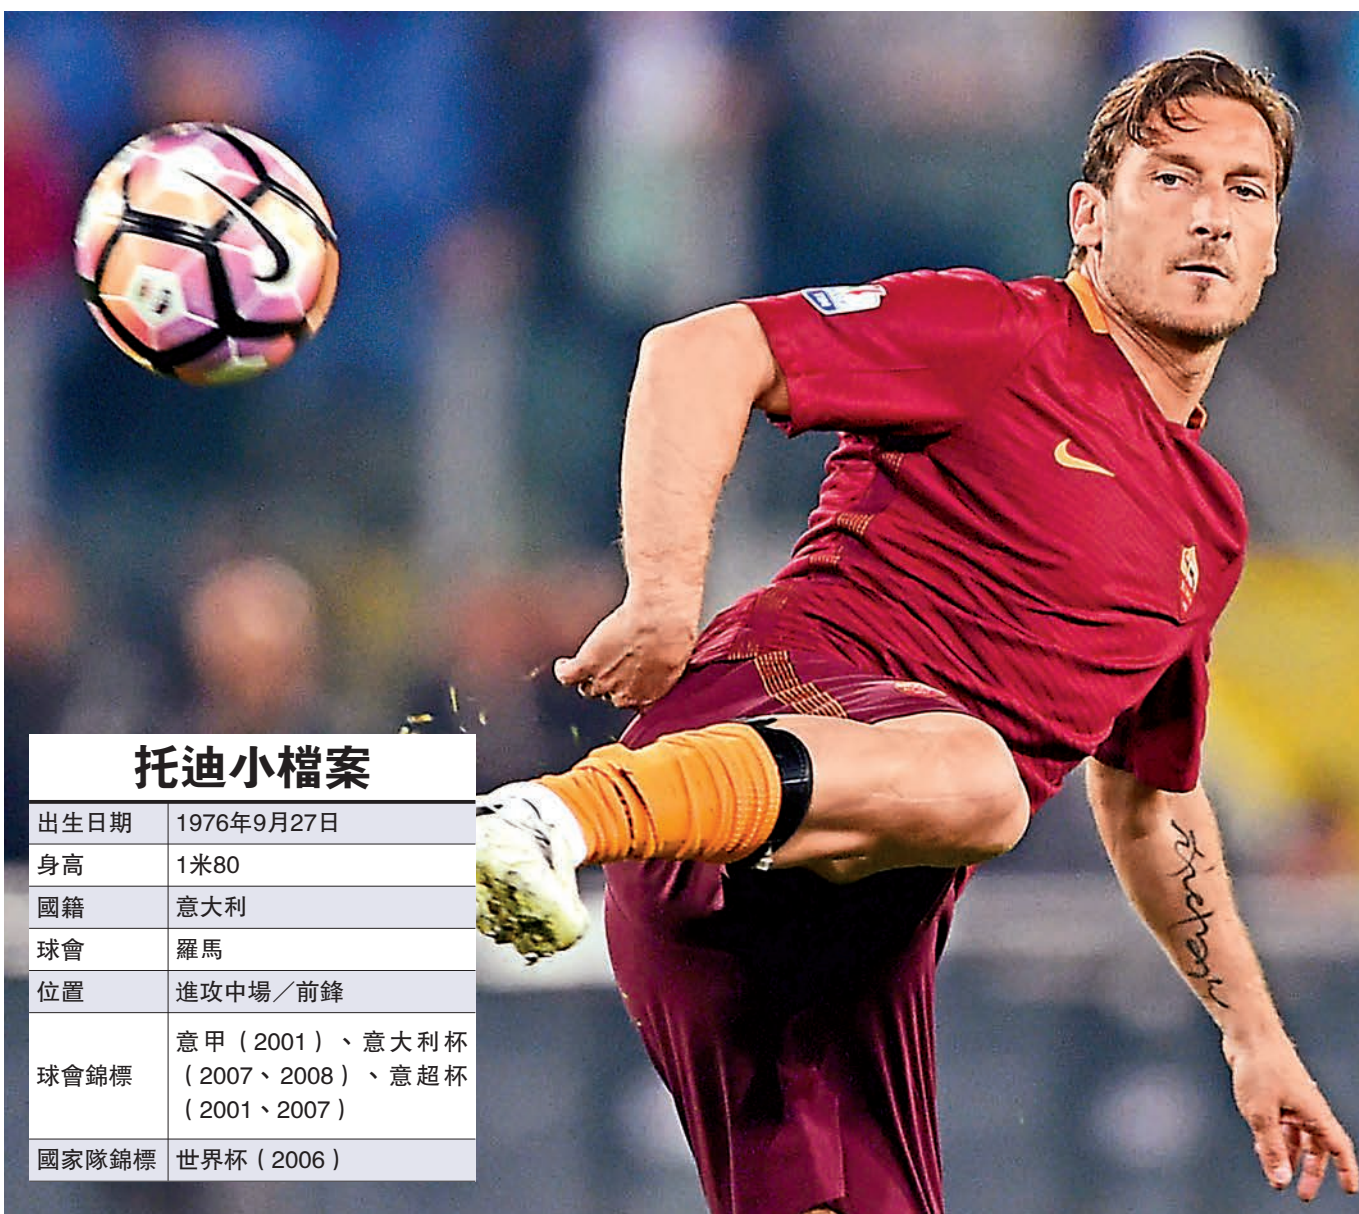 托迪小檔案
出生日期 1976年9月27日
身高 1米80
國籍 意大利
球會 羅馬
位置 進攻中場／前鋒
球會錦標 意甲（2001）、意大利杯
（2007、2008）、意超杯
（2001、2007）
國家隊錦標 世界杯（2006）